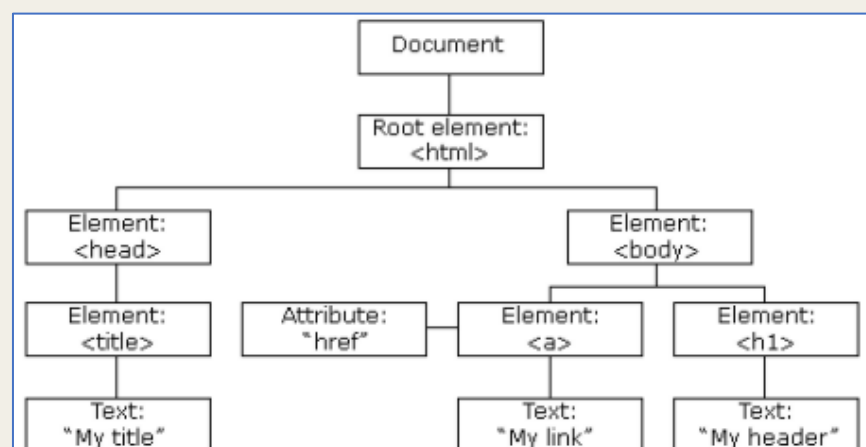 Document
Root element:
<html>
Element:
<head>
Element:
<body>
Element:
<title>
Attribute:
"href"
Element:
<a>
Element:
<h1>
Text:
"My title"
Text:
"My link"
Text:
"My header"